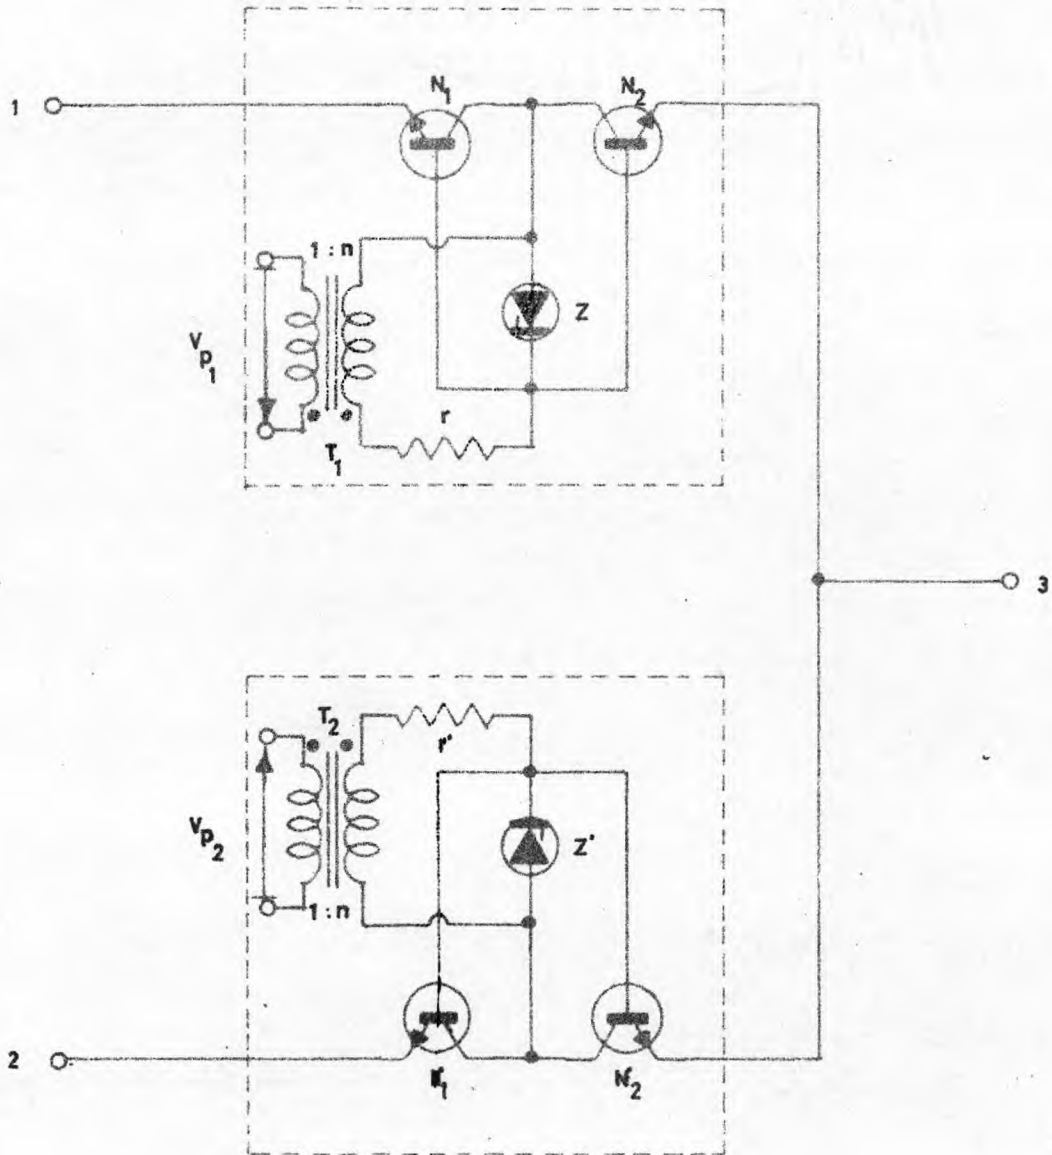 N₁ N₂
1
1 : n
Z
Vp₁
r
T₁
3
T₂
r'
Z'
Vp₂
1 : n
2
N'₁ N'₂